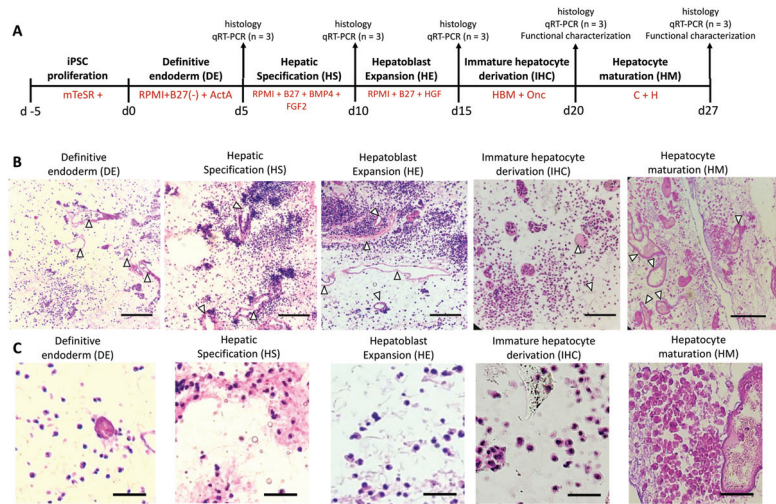 A
histology
qRT-PCR (n = 3)
histology
qRT-PCR (n = 3)
histology
qRT-PCR (n = 3)
histology
qRT-PCR (n = 3)
Functional characterization
histology
qRT-PCR (n = 3)
Functional characterization
iPSC
proliferation
Definitive
endoderm (DE)
Hepatic
Specification (HS)
Hepatoblast
Expansion (HE)
Immature hepatocyte
derivation (IHC)
Hepatocyte
maturation (HM)
mTeSR +
RPMI+B27(-) + ActA
RPMI + B27 + BMP4 +
FGF2
RPMI + B27 + HGF
HBM + Onc
C + H
d -5
d0
d5
d10
d15
d20
d27
B
Definitive
endoderm (DE)
Hepatic
Specification (HS)
Hepatoblast
Expansion (HE)
Immature hepatocyte
derivation (IHC)
Hepatocyte
maturation (HM)
C
Definitive
endoderm (DE)
Hepatic
Specification (HS)
Hepatoblast
Expansion (HE)
Immature hepatocyte
derivation (IHC)
Hepatocyte
maturation (HM)